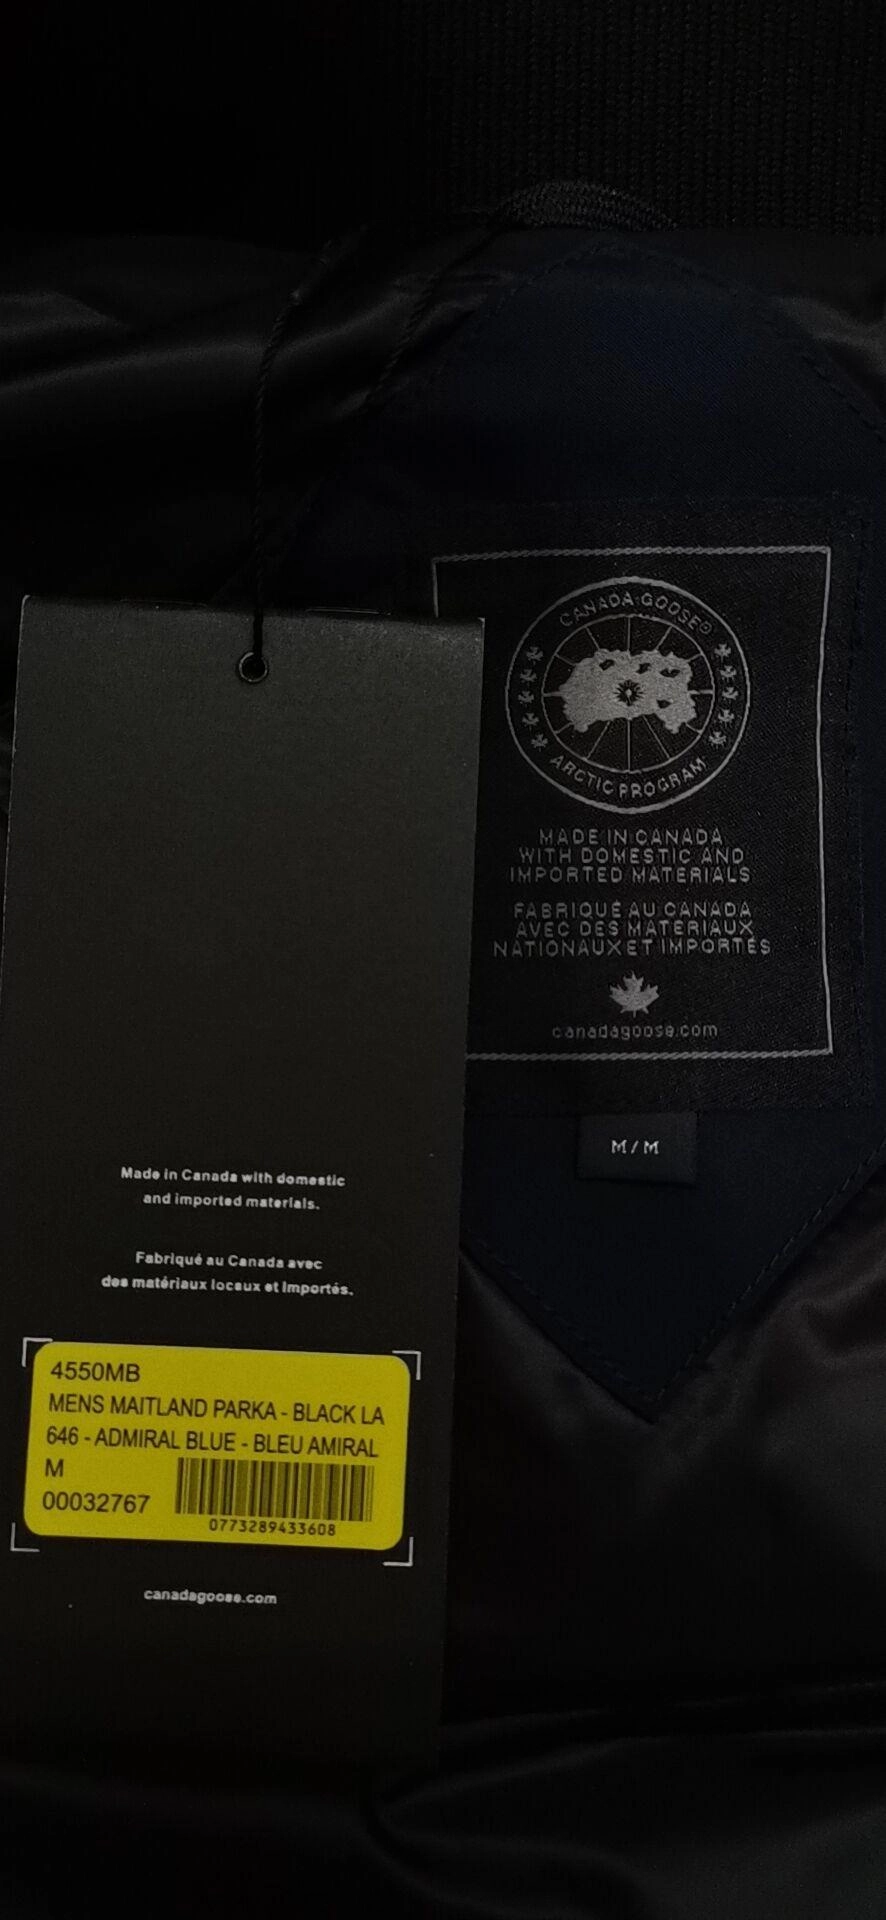 CANADA GOOSE®
ARCTIC PROGRAM
MADE IN CANADA
WITH DOMESTIC AND
IMPORTED MATERIALS
FABRIQUÉ AU CANADA
AVEC DES MATÉRIAUX
NATIONAUX ET IMPORTÉS
canadagoose.com
M / M
Made in Canada with domestic
and imported materials.
Fabriqué au Canada avec
des matériaux locaux et importés.
4550MB
MENS MAITLAND PARKA - BLACK LA
646 - ADMIRAL BLUE - BLEU AMIRAL
M
00032767
0773289433608
canadagoose.com